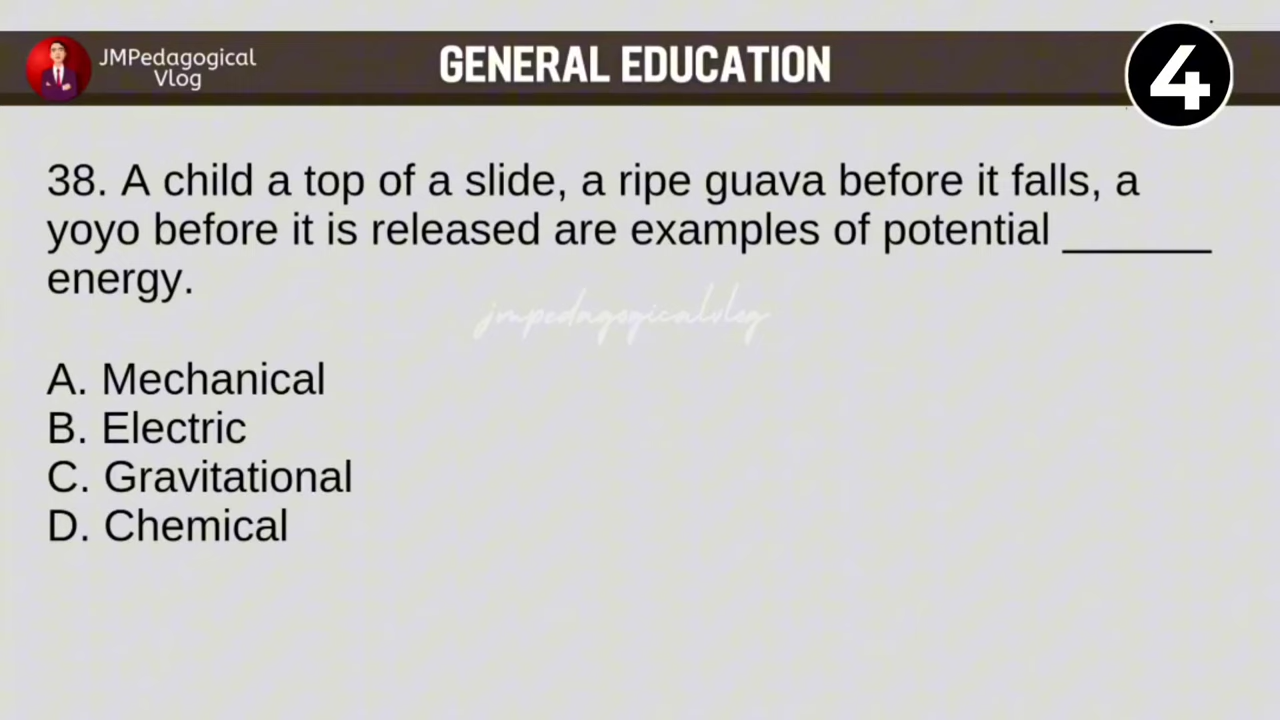 JMPedagogical
Vlog
GENERAL EDUCATION
4
38. A child a top of a slide, a ripe guava before it falls, a
yoyo before it is released are examples of potential ______
energy.
jmpedagogicalvlog
A. Mechanical
B. Electric
C. Gravitational
D. Chemical